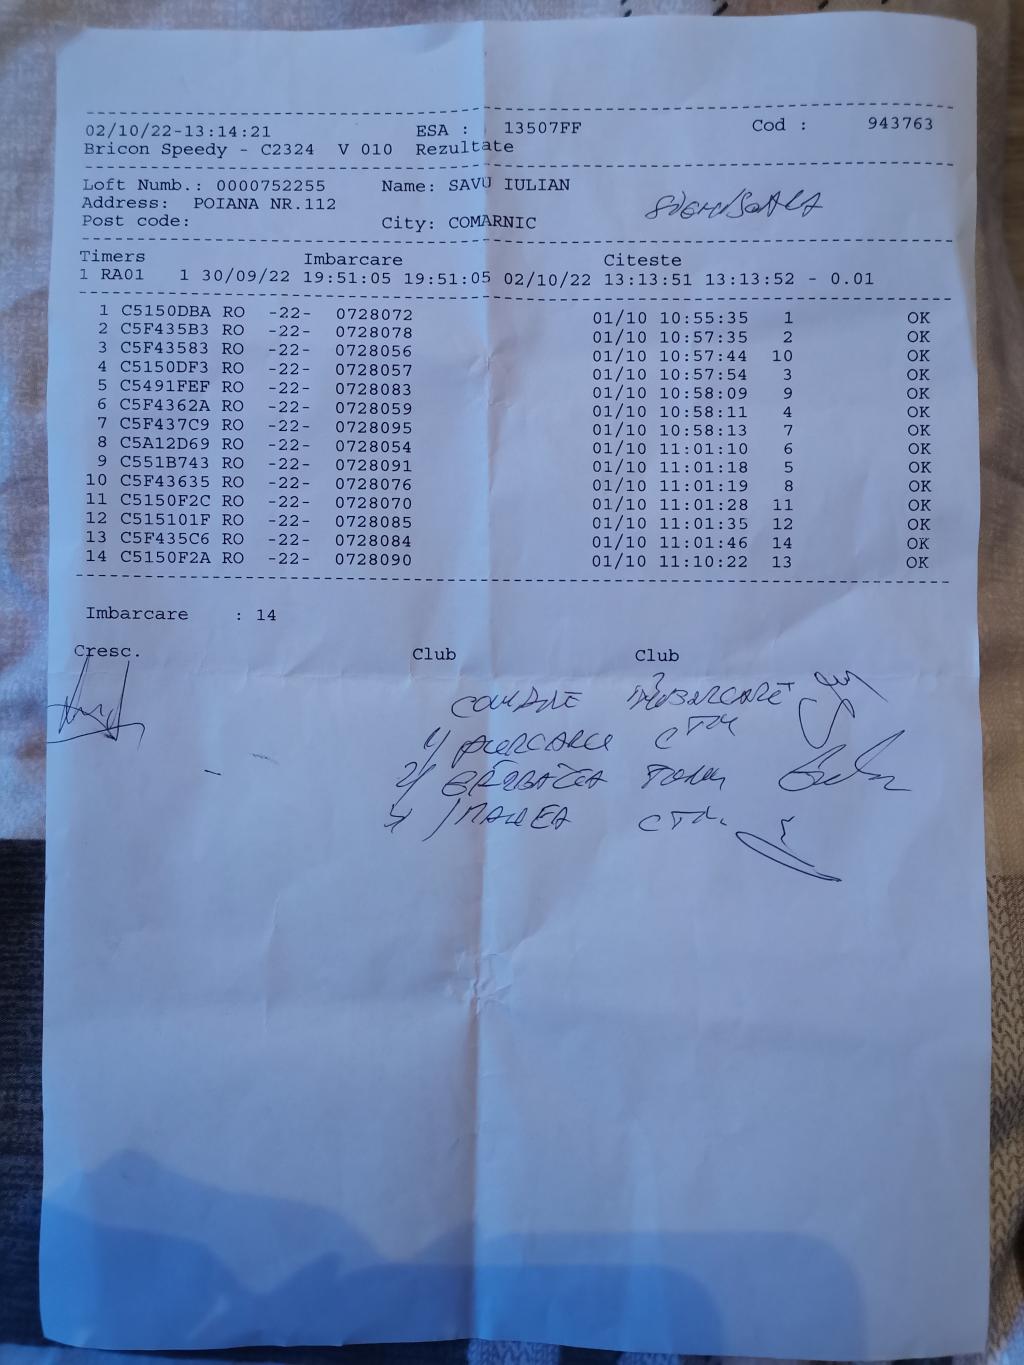 02/10/22-13:14:21 ESA : 13507FF Cod : 943763
Bricon Speedy - C2324 V 010 Rezultate
Loft Numb.: 0000752255 Name: SAVU IULIAN
Address: POIANA NR.112
Post code: City: COMARNIC
Timers Imbarcare Citeste
1 RA01 1 30/09/22 19:51:05 19:51:05 02/10/22 13:13:51 13:13:52 - 0.01
1 C5150DBA RO -22- 0728072 01/10 10:55:35 1 OK
2 C5F435B3 RO -22- 0728078 01/10 10:57:35 2 OK
3 C5F43583 RO -22- 0728056 01/10 10:57:44 10 OK
4 C5150DF3 RO -22- 0728057 01/10 10:57:54 3 OK
5 C5491FEF RO -22- 0728083 01/10 10:58:09 9 OK
6 C5F4362A RO -22- 0728059 01/10 10:58:11 4 OK
7 C5F437C9 RO -22- 0728095 01/10 10:58:13 7 OK
8 C5A12D69 RO -22- 0728054 01/10 11:01:10 6 OK
9 C551B743 RO -22- 0728091 01/10 11:01:18 5 OK
10 C5F43635 RO -22- 0728076 01/10 11:01:19 8 OK
11 C5150F2C RO -22- 0728070 01/10 11:01:28 11 OK
12 C515101F RO -22- 0728085 01/10 11:01:35 12 OK
13 C5F435C6 RO -22- 0728084 01/10 11:01:46 14 OK
14 C5150F2A RO -22- 0728090 01/10 11:10:22 13 OK
Imbarcare : 14
Cresc. Club Club
IMBARCARE
1/
2/
3/ MANEA